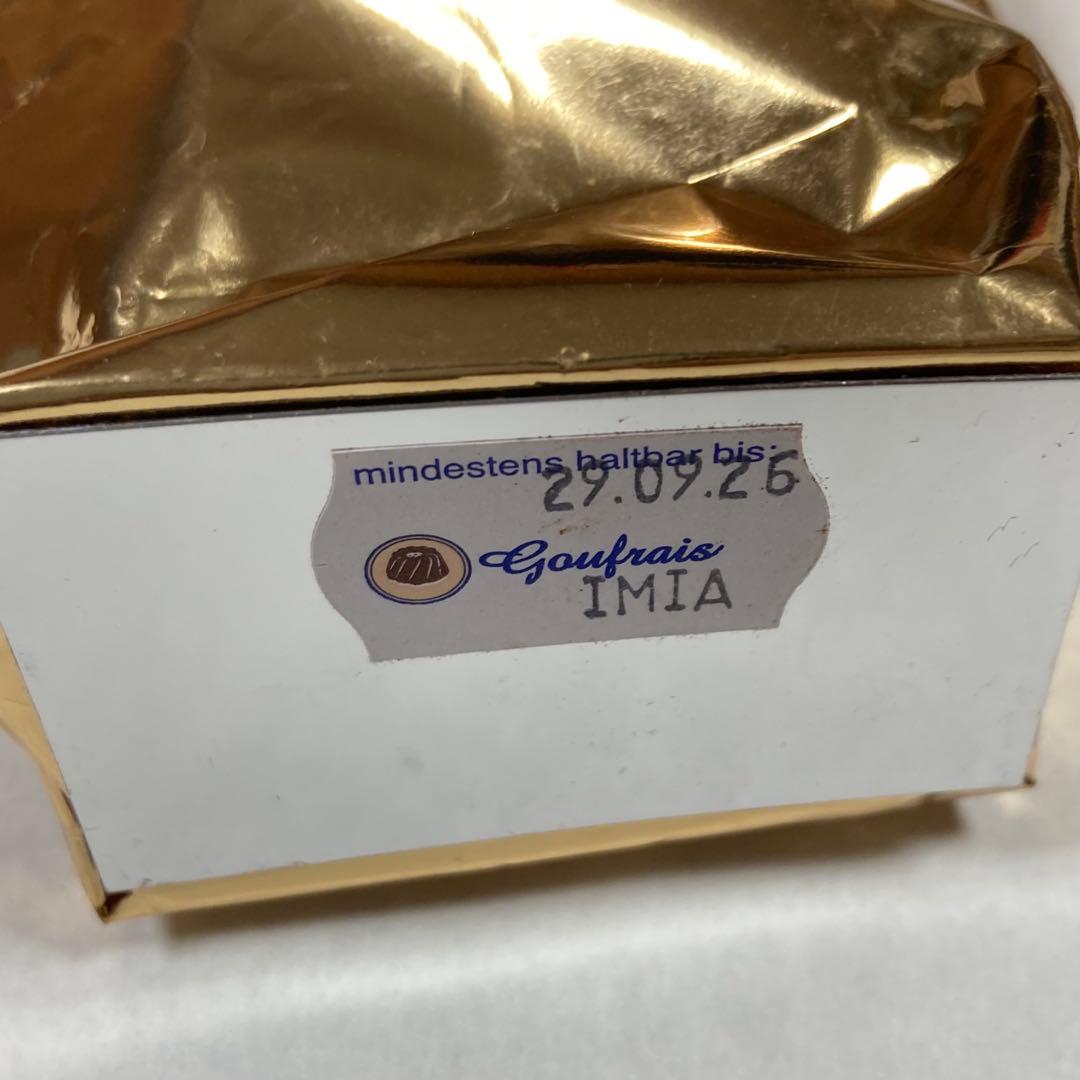 mindestens haltbar bis:
29.09.26
Goufrais
IMIA